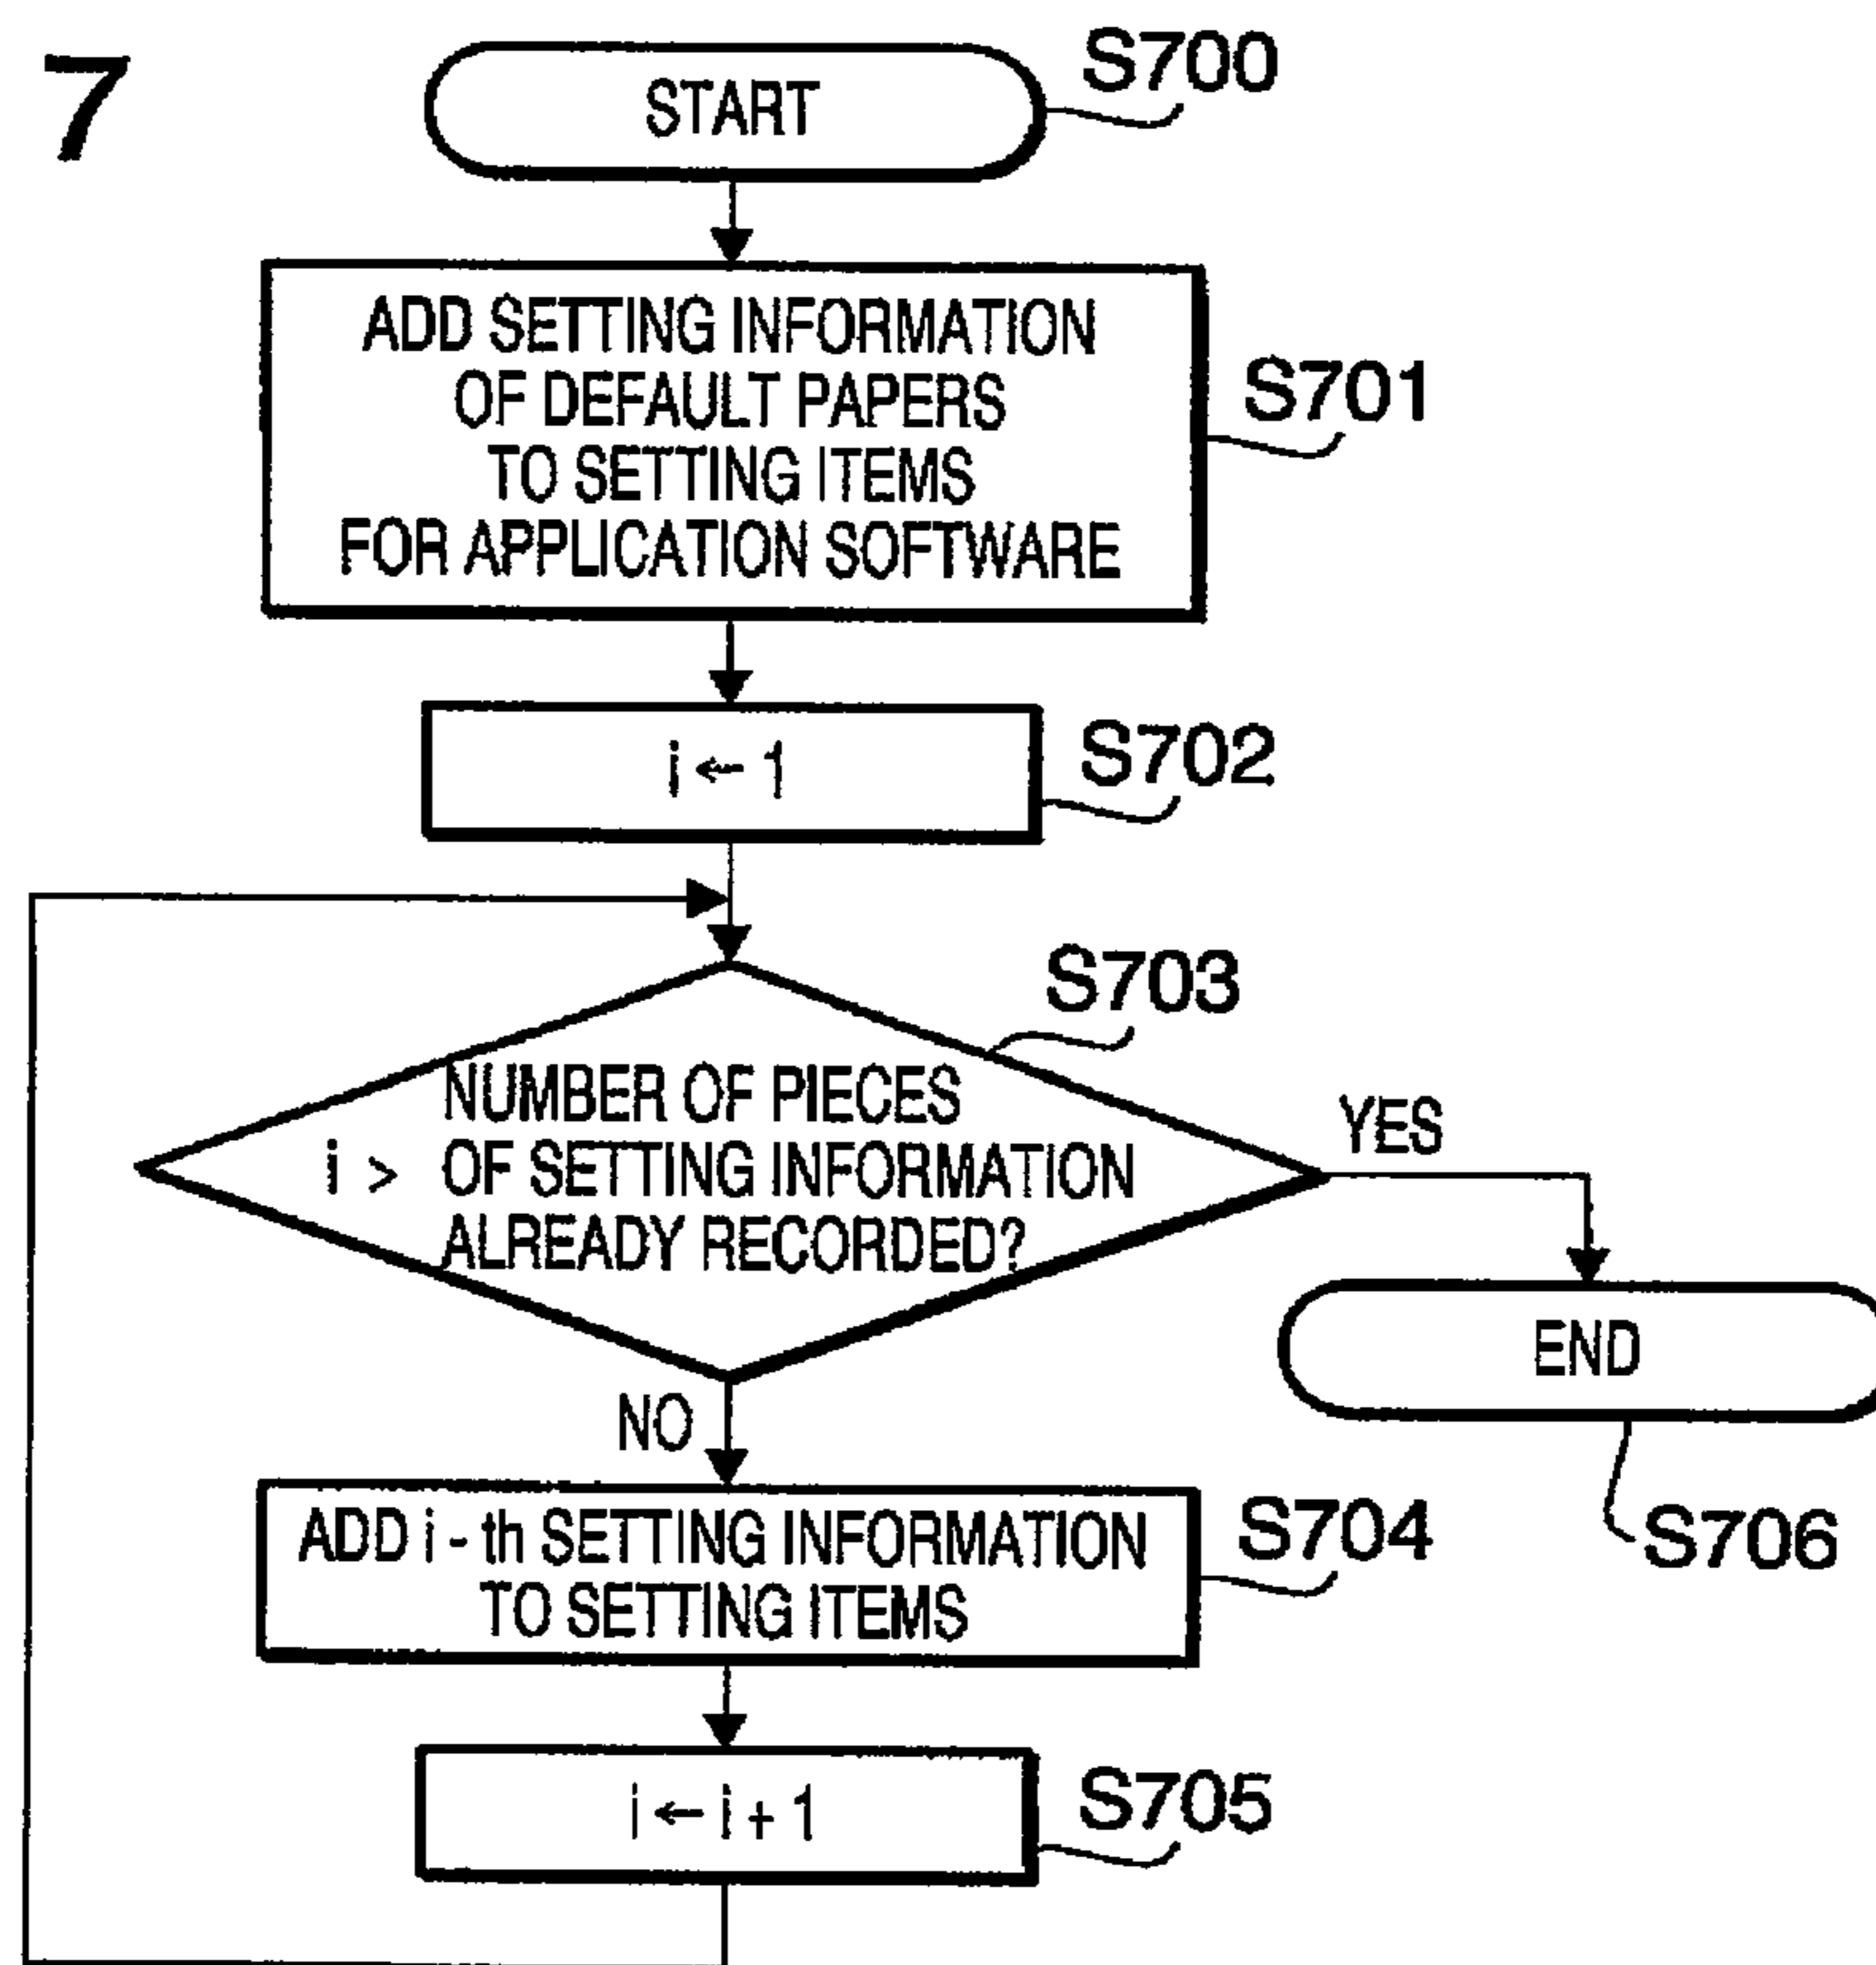 7
START
S700
ADD SETTING INFORMATION
OF DEFAULT PAPERS
TO SETTING ITEMS
FOR APPLICATION SOFTWARE
S701
i ← 1
S702
S703
NUMBER OF PIECES
i > OF SETTING INFORMATION
ALREADY RECORDED?
YES
END
S706
NO
ADD i - th SETTING INFORMATION
TO SETTING ITEMS
S704
i ← i + 1
S705